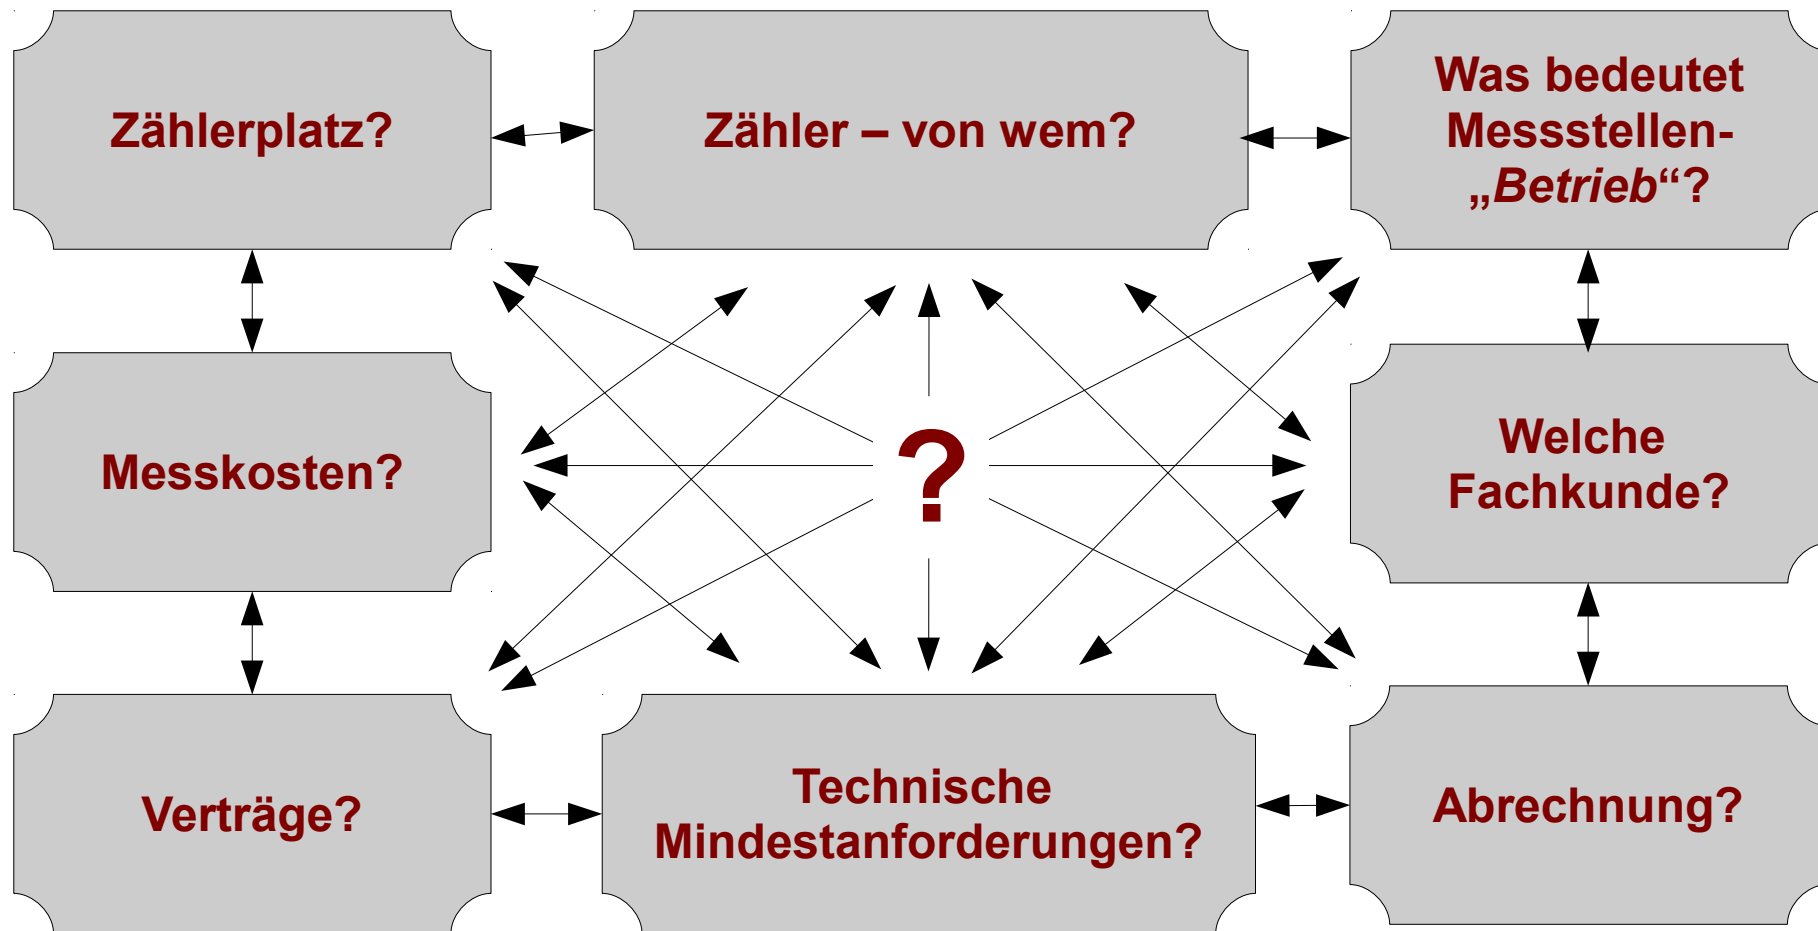 Zählerplatz?
Zähler – von wem?
Was bedeutet
Messstellen-
„Betrieb“?
Messkosten?
?
Welche
Fachkunde?
Verträge?
Technische
Mindestanforderungen?
Abrechnung?